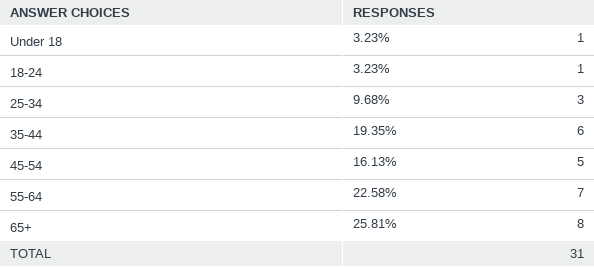 ANSWER CHOICES RESPONSES
Under 18 3.23% 1
18-24 3.23% 1
25-34 9.68% 3
35-44 19.35% 6
45-54 16.13% 5
55-64 22.58% 7
65+ 25.81% 8
TOTAL 31